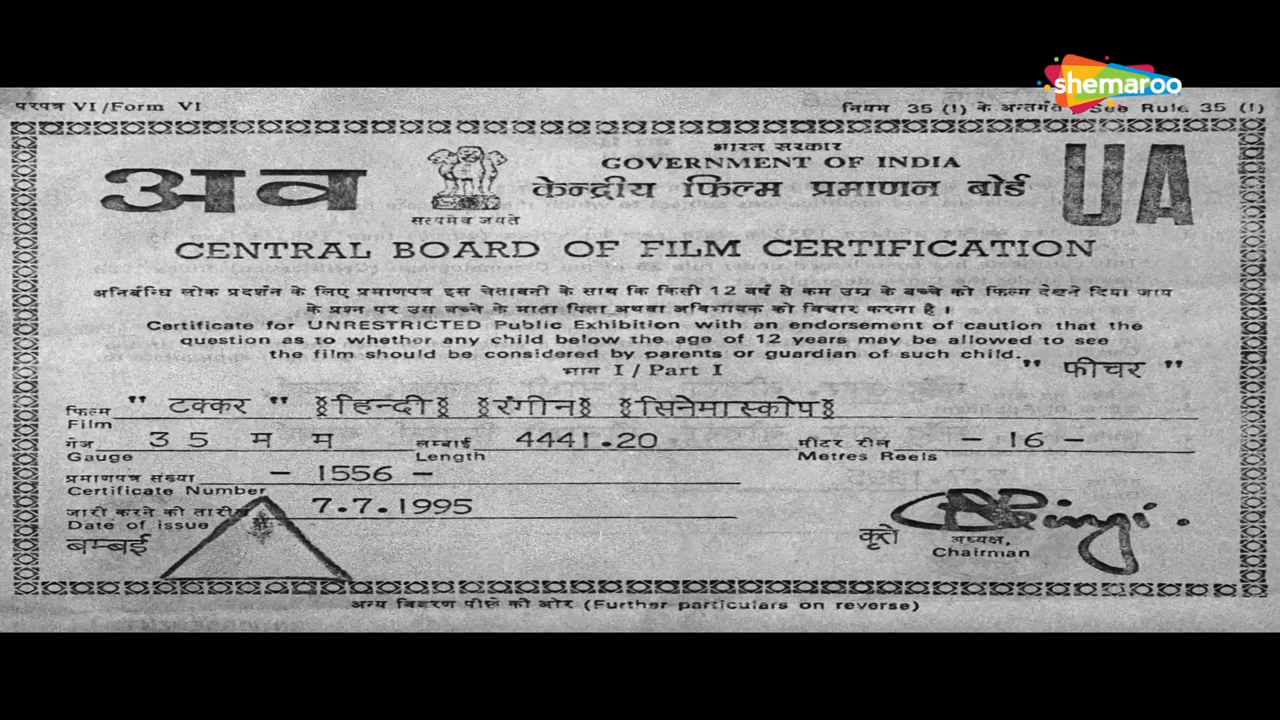 shemaroo
परपत्र VI/Form VI
नियम 35 (1) के अन्तर्गत See Rule 35 (1)
भारत सरकार
GOVERNMENT OF INDIA
अव
केन्द्रीय फिल्म प्रमाणन बोर्ड
UA
सत्यमेव जयते
CENTRAL BOARD OF FILM CERTIFICATION
अनिर्बन्धि लोक प्रदर्शन के लिए प्रमाणपत्र इस चेतावनी के साथ कि किसी 12 वर्ष से कम उम्र के बच्चे को फिल्म देखने दिया जाय
के प्रश्न पर उस बच्चे के माता पिता अथवा अविभावक को विचार करना है ।
Certificate for UNRESTRICTED Public Exhibition with an endorsement of caution that the
question as to whether any child below the age of 12 years may be allowed to see
the film should be considered by parents or guardian of such child.
भाग I / Part I
" फीचर "
फिल्म " टक्कर " हिन्दी रंगीन सिनेमास्कोप
Film
गेज 35 म म लम्बाई 4441.20 मीटर रील - 16 -
Gauge Length Metres Reels
प्रमाणपत्र संख्या - 1556 -
Certificate Number
जारी करने की तारीख 7.7.1995
Date of issue
बम्बई
कृते अध्यक्ष,
Chairman
अन्य विवरण पीछे की ओर (Further particulars on reverse)